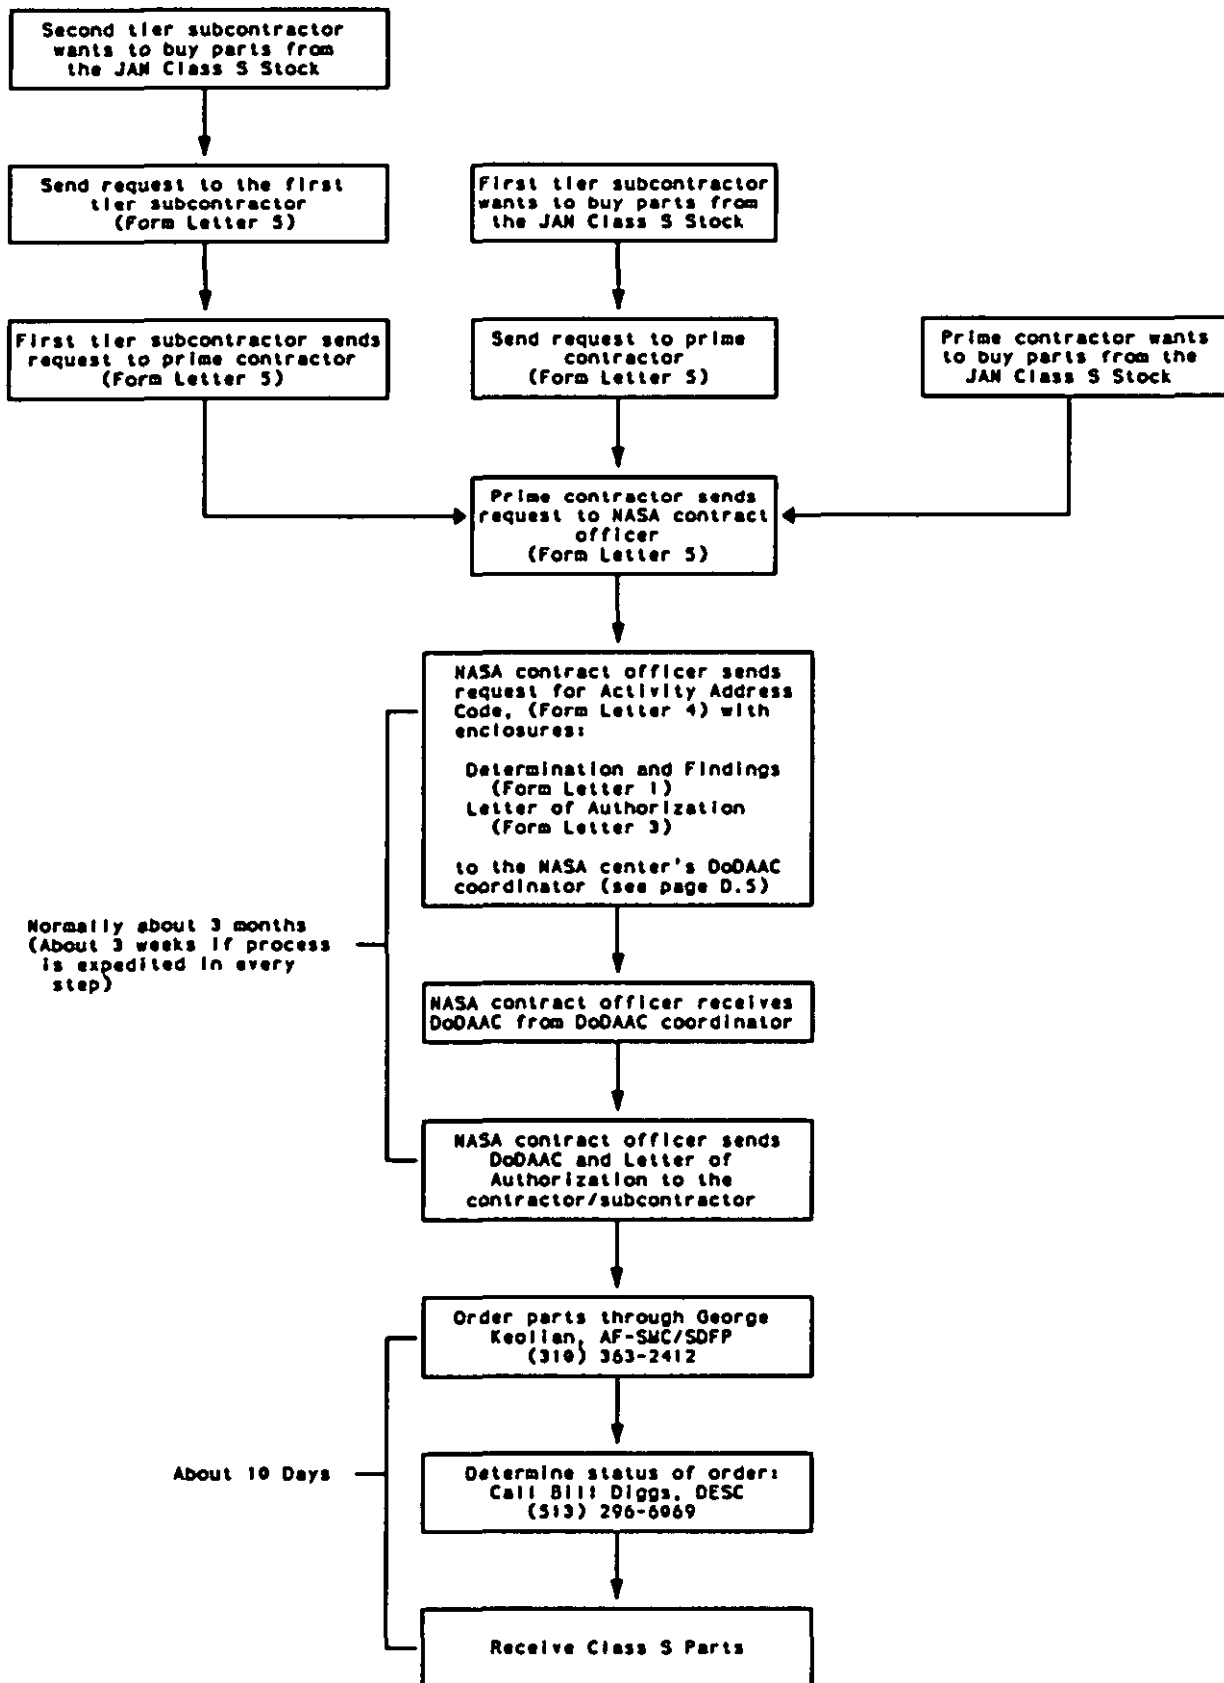 Second tier subcontractor
wants to buy parts from
the JAN Class S Stock
Send request to the first
tier subcontractor
(Form Letter 5)
First tier subcontractor
wants to buy parts from
the JAN Class S Stock
First tier subcontractor sends
request to prime contractor
(Form Letter 5)
Send request to prime
contractor
(Form Letter 5)
Prime contractor wants
to buy parts from the
JAN Class S Stock
Prime contractor sends
request to NASA contract
officer
(Form Letter 5)
NASA contract officer sends
request for Activity Address
Code, (Form Letter 4) with
enclosures:
Determination and Findings
(Form Letter 1)
Letter of Authorization
(Form Letter 3)
to the NASA center's DoDAAC
coordinator (see page D.5)
Normally about 3 months
(About 3 weeks if process
is expedited in every
step)
NASA contract officer receives
DoDAAC from DoDAAC coordinator
NASA contract officer sends
DoDAAC and Letter of
Authorization to the
contractor/subcontractor
Order parts through George
Keolian, AF-SMC/SDFP
(310) 363-2412
About 10 Days
Determine status of order:
Call Bill Diggs, DESC
(513) 296-6069
Receive Class S Parts